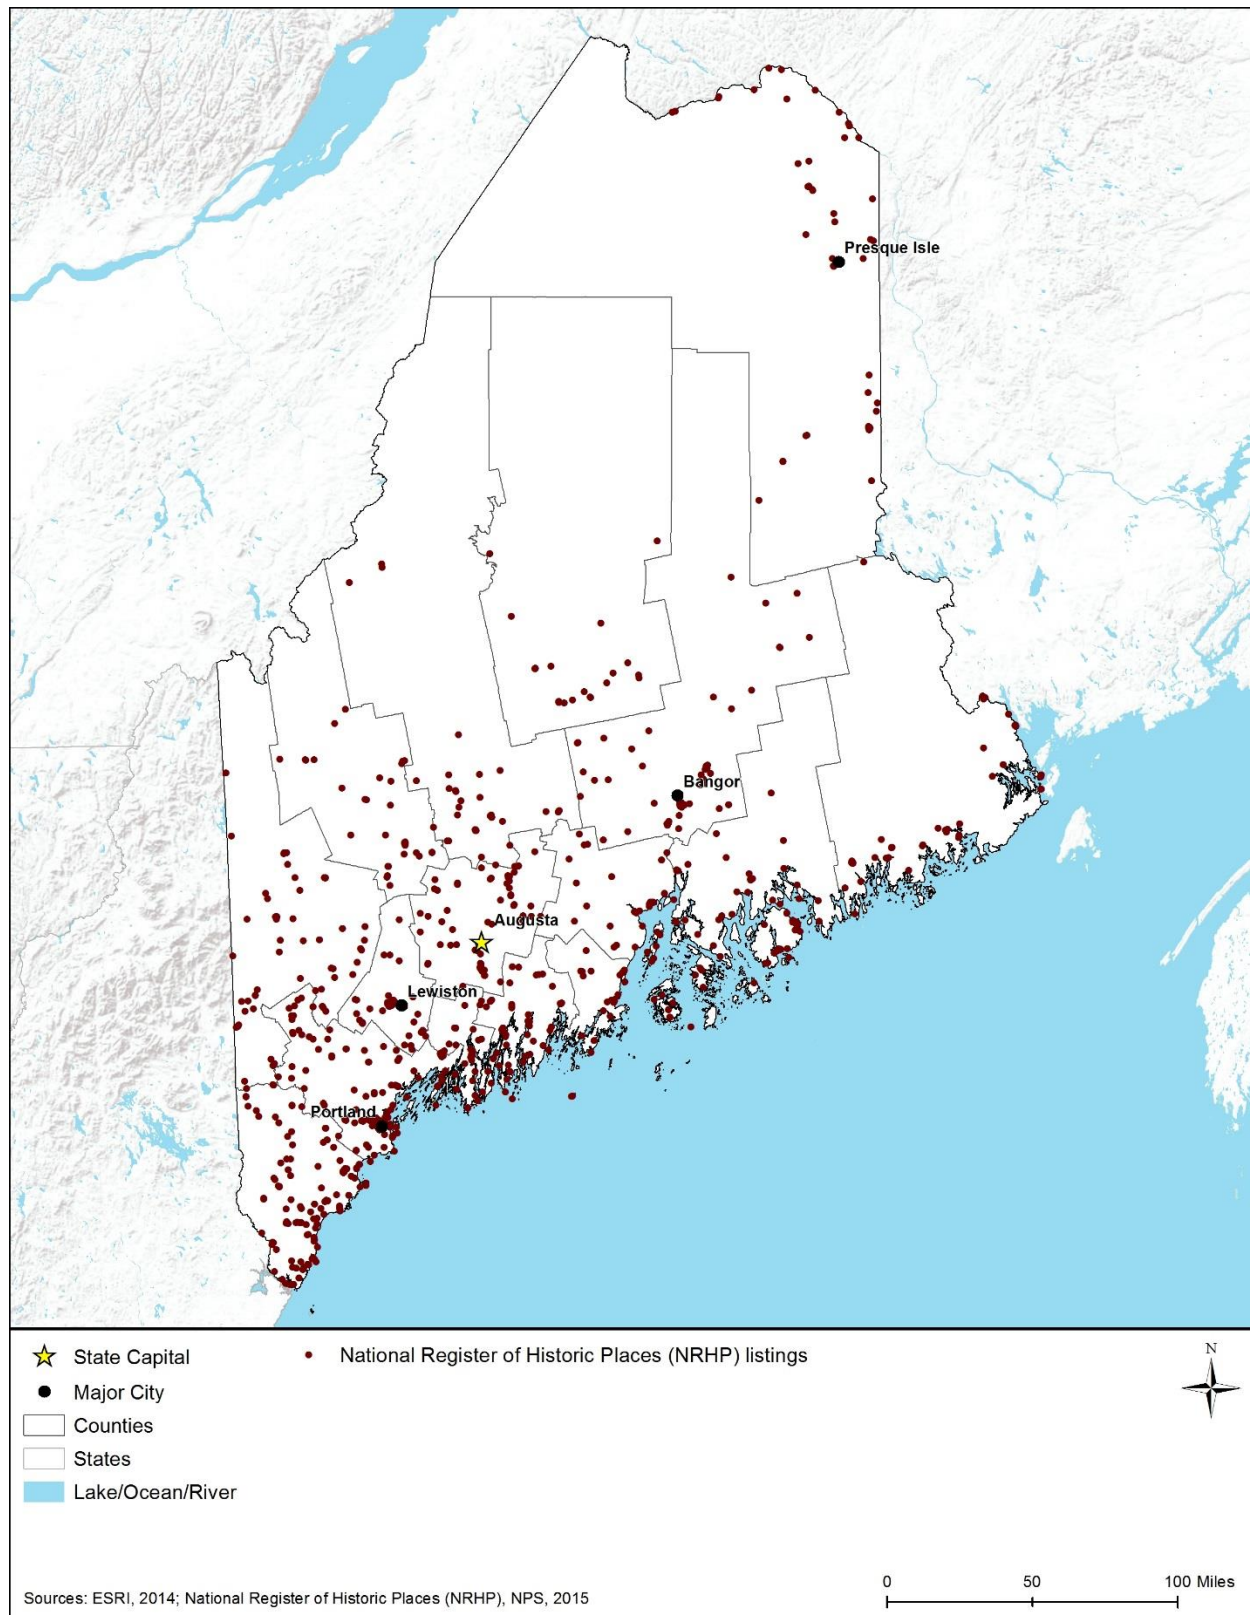 Presque Isle
Bangor
Augusta
Lewiston
Portland
State Capital
National Register of Historic Places (NRHP) listings
N
Major City
Counties
States
Lake/Ocean/River
0 50 100 Miles
Sources: ESRI, 2014; National Register of Historic Places (NRHP), NPS, 2015